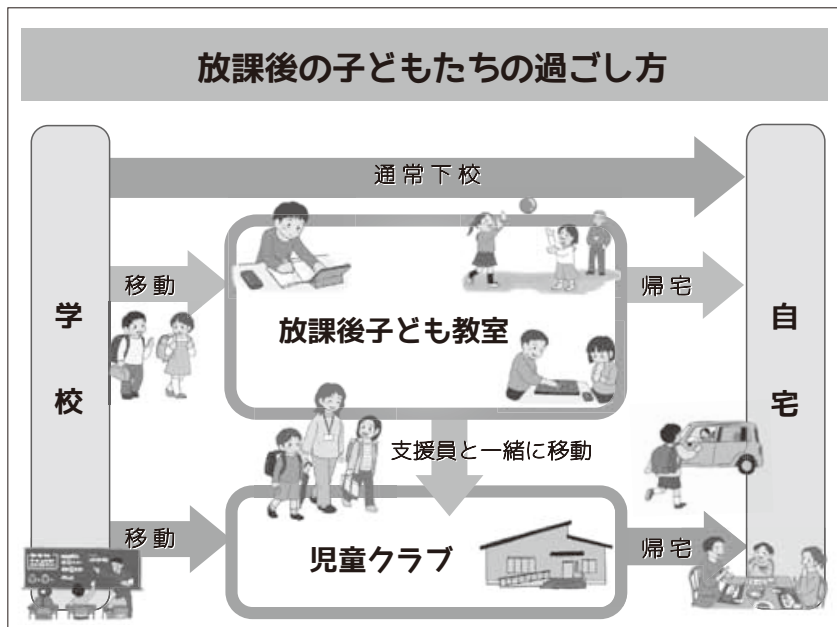 放課後の子どもたちの過ごし方
通常下校
学校
移動
放課後子ども教室
帰宅
自宅
支援員と一緒に移動
移動
児童クラブ
帰宅